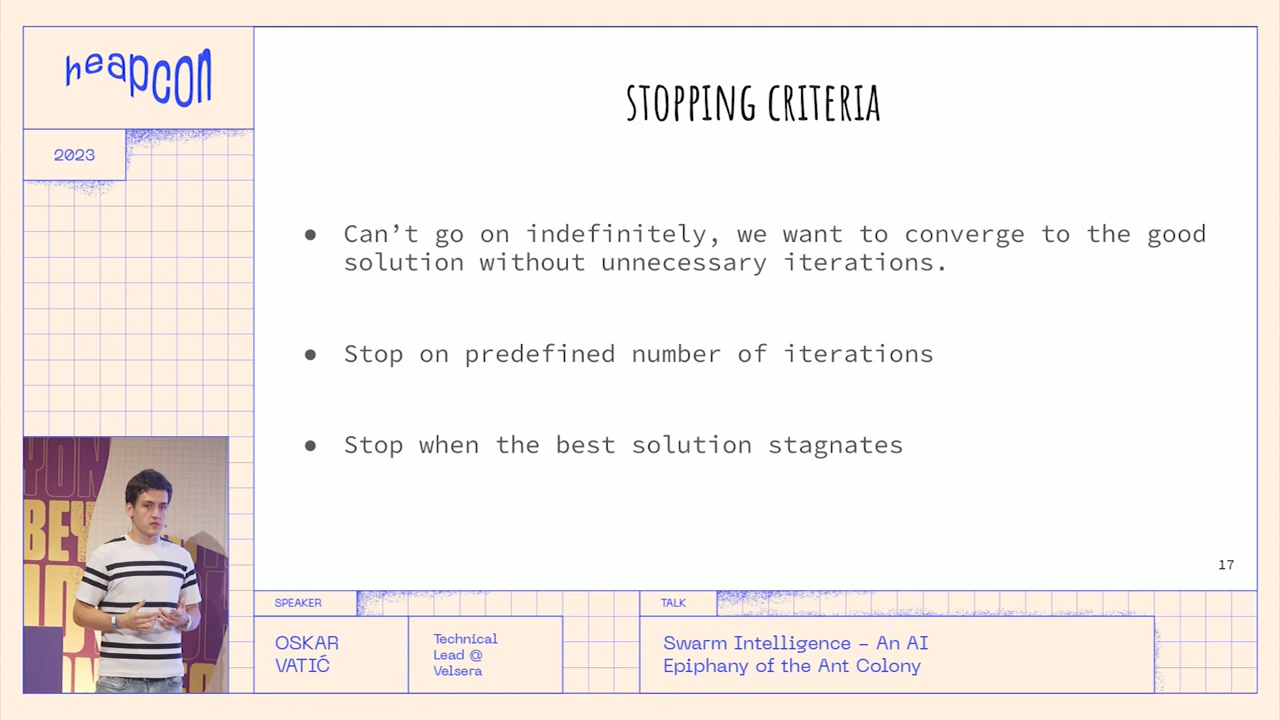 heapcon
2023
STOPPING CRITERIA
● Can’t go on indefinitely, we want to converge to the good
solution without unnecessary iterations.
● Stop on predefined number of iterations
● Stop when the best solution stagnates
17
SPEAKER
OSKAR
VATIĆ
Technical
Lead @
Velsera
TALK
Swarm Intelligence – An AI
Epiphany of the Ant Colony